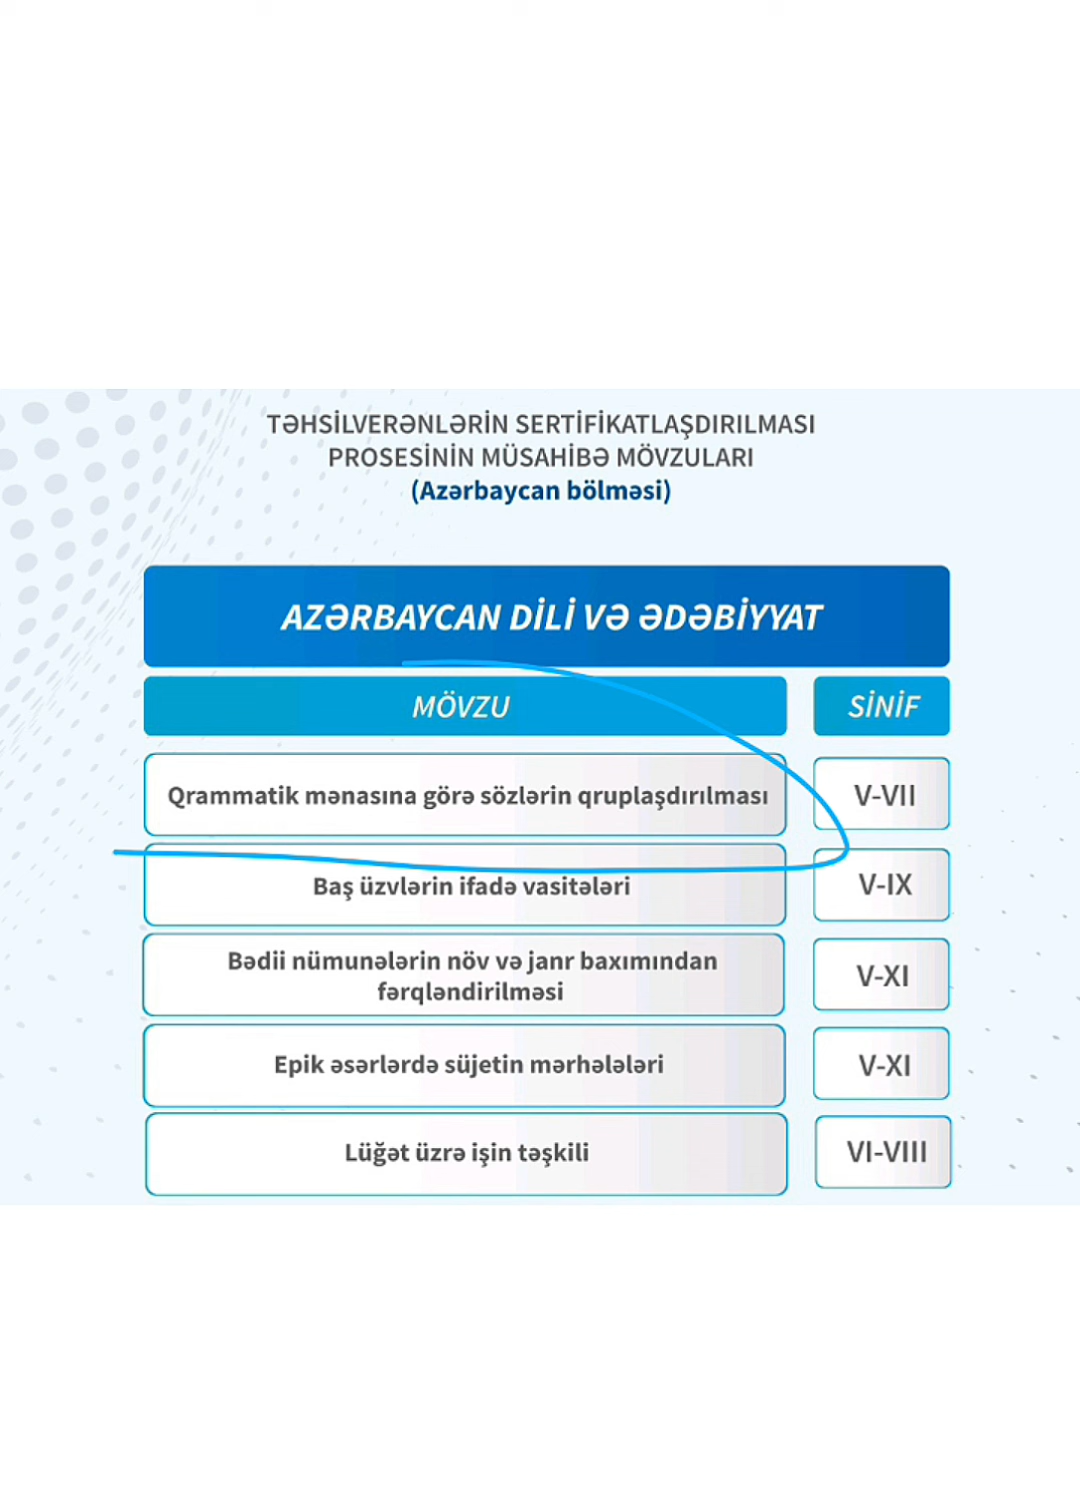 TƏHSİLVERƏNLƏRİN SERTİFİKATLAŞDIRILMASI
PROSESİNİN MÜSAHİBƏ MÖVZULARI
(Azərbaycan bölməsi)
AZƏRBAYCAN DİLİ VƏ ƏDƏBİYYAT
MÖVZU SİNİF
Qrammatik mənasına görə sözlərin qruplaşdırılması V-VII
Baş üzvlərin ifadə vasitələri V-IX
Bədii nümunələrin növ və janr baxımından
fərqləndirilməsi V-XI
Epik əsərlərdə süjetin mərhələləri V-XI
Lüğət üzrə işin təşkili VI-VIII